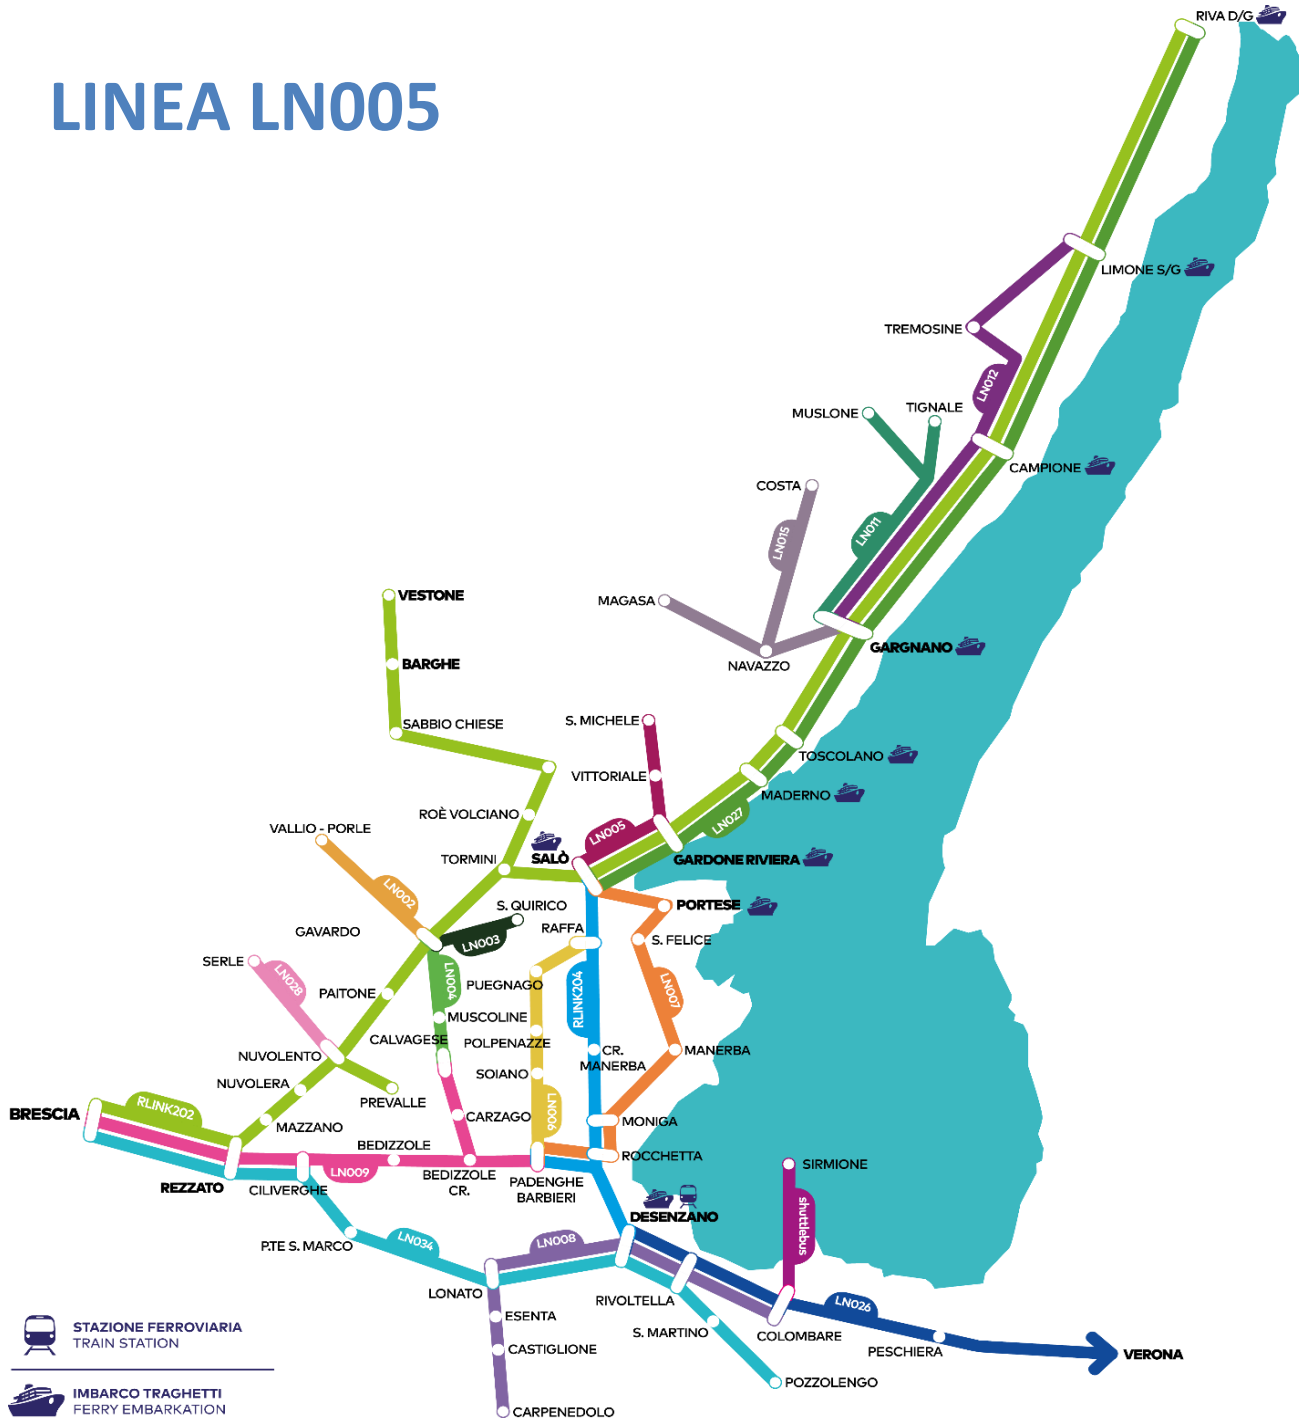 RIVA D/G
LINEA LN005
LIMONE S/G
TREMOSINE
LN012
MUSLONE
TIGNALE
CAMPIONE
COSTA
LN011
LN015
VESTONE
MAGASA
GARGNANO
BARGHE
NAVAZZO
S. MICHELE
SABBIO CHIESE
TOSCOLANO
VITTORIALE
MADERNO
ROÈ VOLCIANO
LN027
VALLIO - PORLE
LN005
TORMINI
SALÒ
GARDONE RIVIERA
LN002
S. QUIRICO
PORTESE
GAVARDO
RAFFA
LN003
S. FELICE
SERLE
LN028
LN004
PUEGNAGO
RLINK204
LN007
PAITONE
MUSCOLINE
CALVAGESE
POLPENAZZE
NUVOLENTO
CR.
MANERBA
MANERBA
SOIANO
NUVOLERA
PREVALLE
LN006
RLINK202
BRESCIA
CARZAGO
MONIGA
MAZZANO
BEDIZZOLE
ROCCHETTA
SIRMIONE
LN009
REZZATO
CILIVERGHE
BEDIZZOLE
CR.
PADENGHE
BARBIERI
DESENZANO
shuttlebus
P.TE S. MARCO
LN034
LN008
LONATO
RIVOLTELLA
LN026
ESENTA
S. MARTINO
COLOMBARE
STAZIONE FERROVIARIA
TRAIN STATION
CASTIGLIONE
PESCHIERA
VERONA
POZZOLENGO
IMBARCO TRAGHETTI
FERRY EMBARKATION
CARPENEDOLO